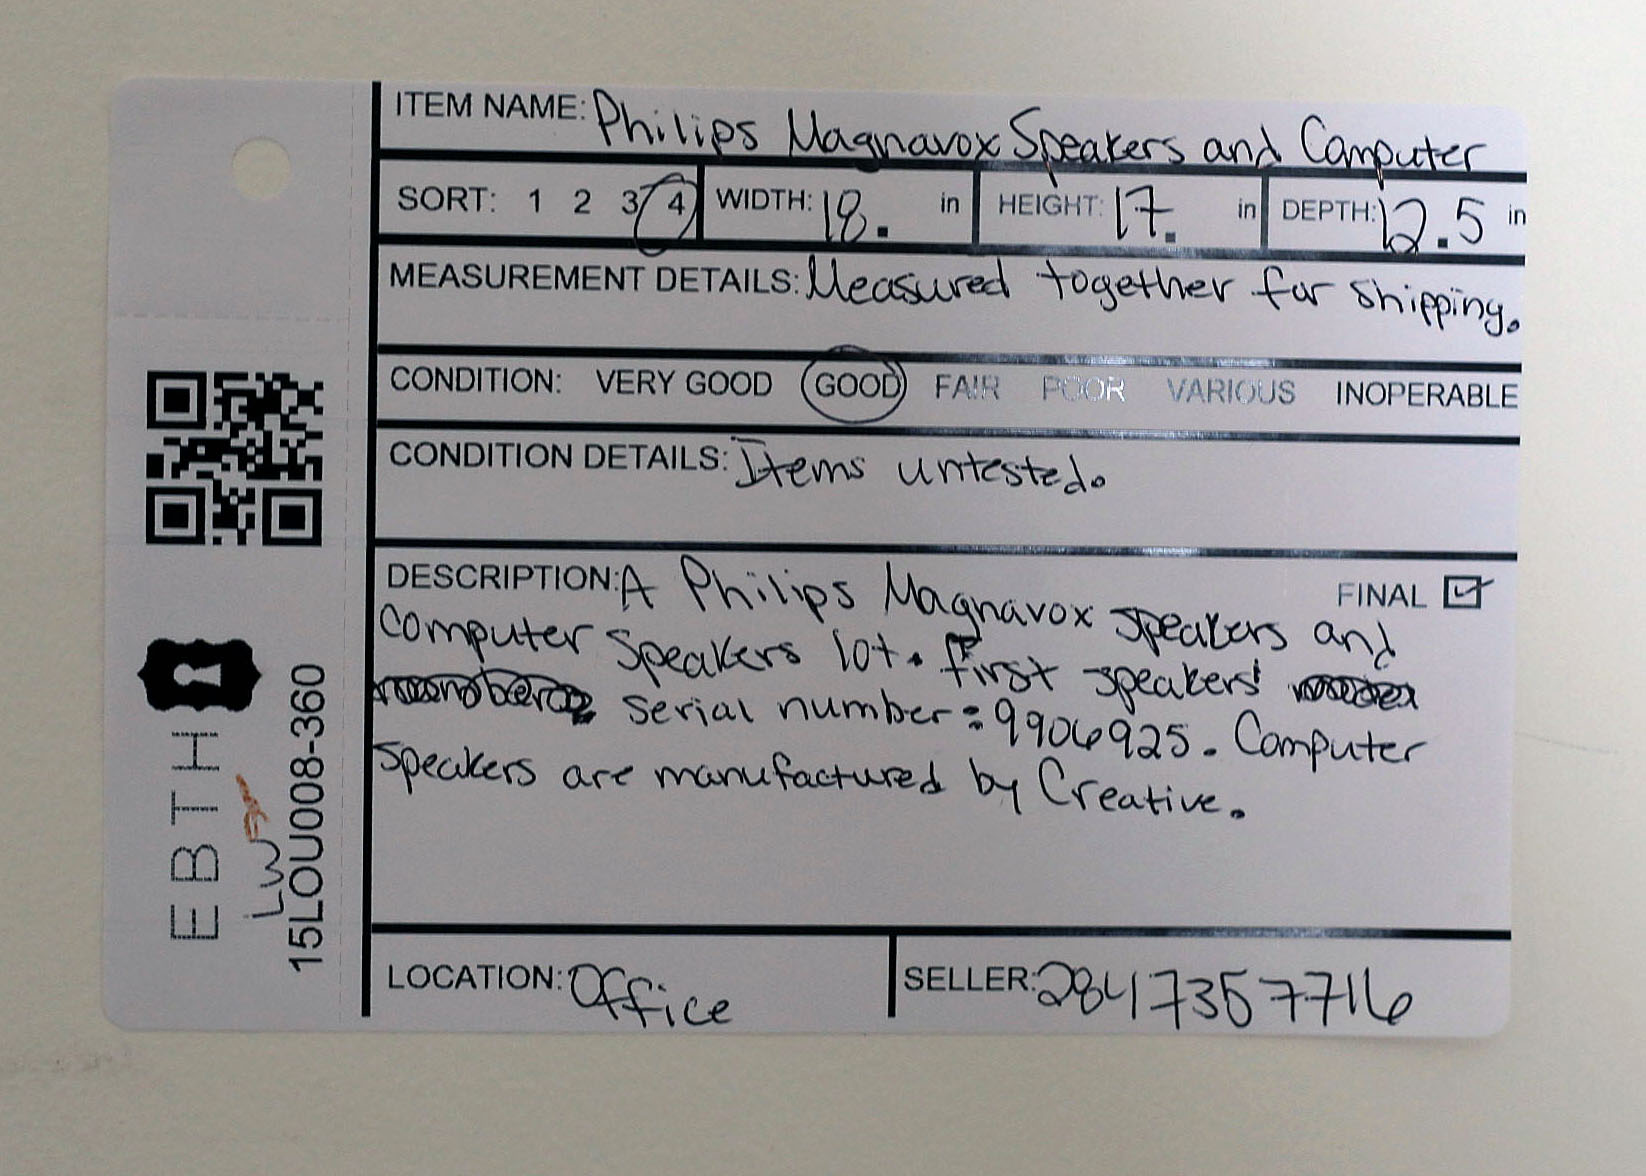 ITEM NAME: Philips Magnavox Speakers and Computer
SORT: 1 2 3 4 WIDTH: 18. in HEIGHT: 17. in DEPTH: 12.5 in
MEASUREMENT DETAILS: Measured together for shipping.
CONDITION: VERY GOOD GOOD FAIR POOR VARIOUS INOPERABLE
CONDITION DETAILS: Items untested.
DESCRIPTION: A Philips Magnavox speakers and FINAL
computer speakers lot. First speakers'
serial number: 9906925. Computer
speakers are manufactured by Creative.
LOCATION: Office SELLER: 28417357716
EBTH
LW
15LOU008-360